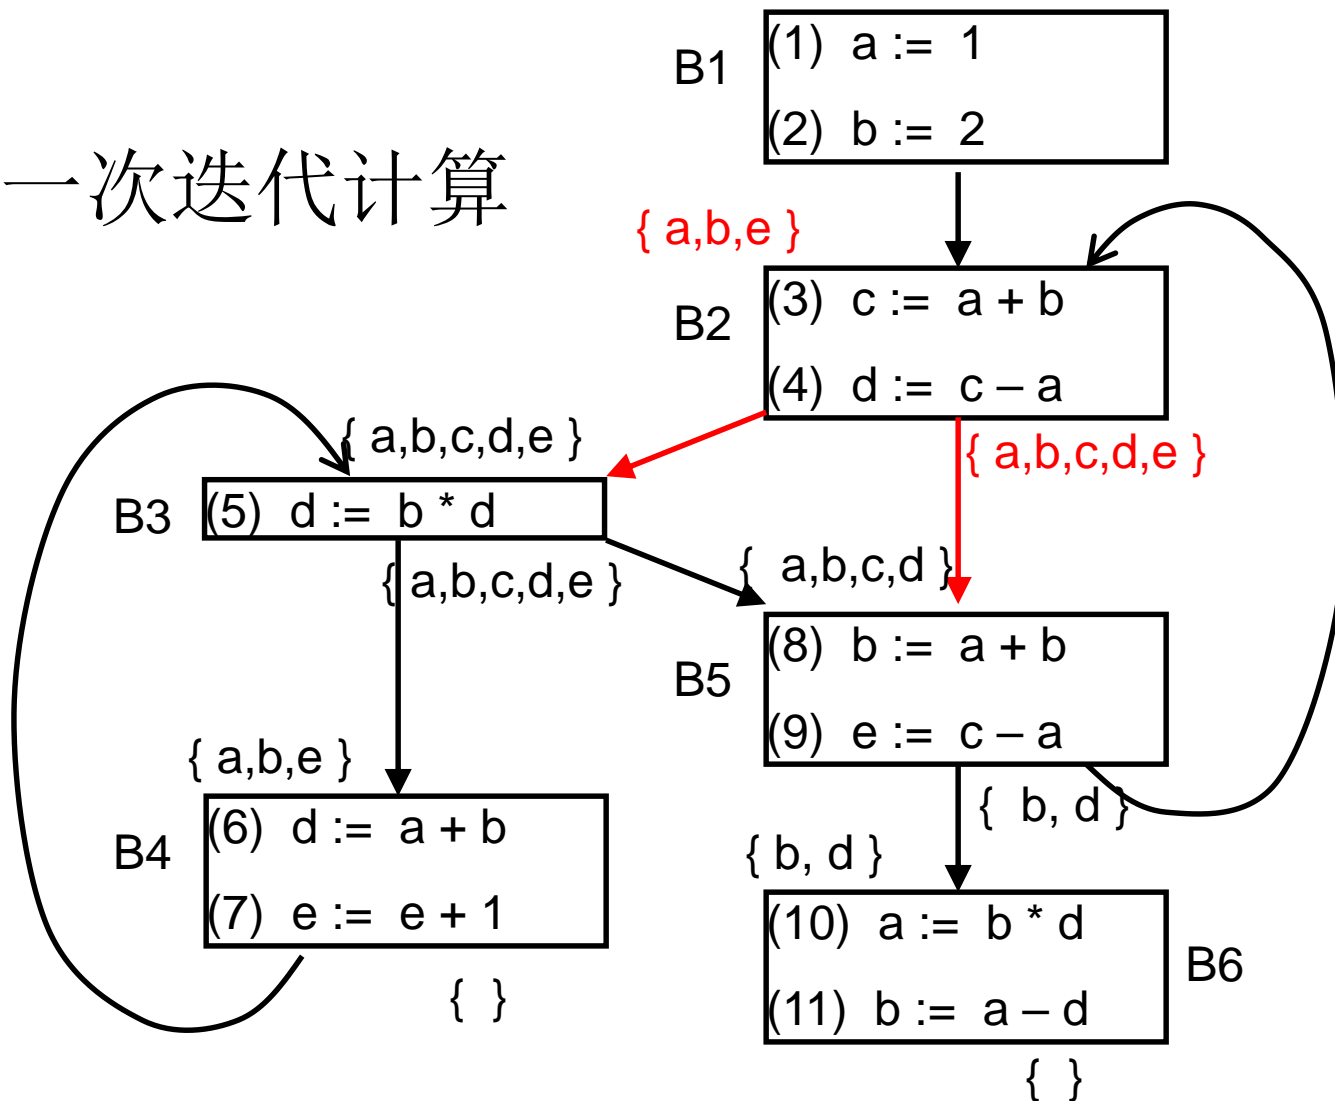 一次迭代计算
B1
(1) a := 1
(2) b := 2
{ a,b,e }
B2
(3) c := a + b
(4) d := c – a
{ a,b,c,d,e }
{ a,b,c,d,e }
B3
(5) d := b * d
{ a,b,c,d,e }
{ a,b,c,d }
B5
(8) b := a + b
(9) e := c – a
{ a,b,e }
{ b, d }
B4
(6) d := a + b
(7) e := e + 1
{ }
{ b, d }
(10) a := b * d
(11) b := a – d
B6
{ }